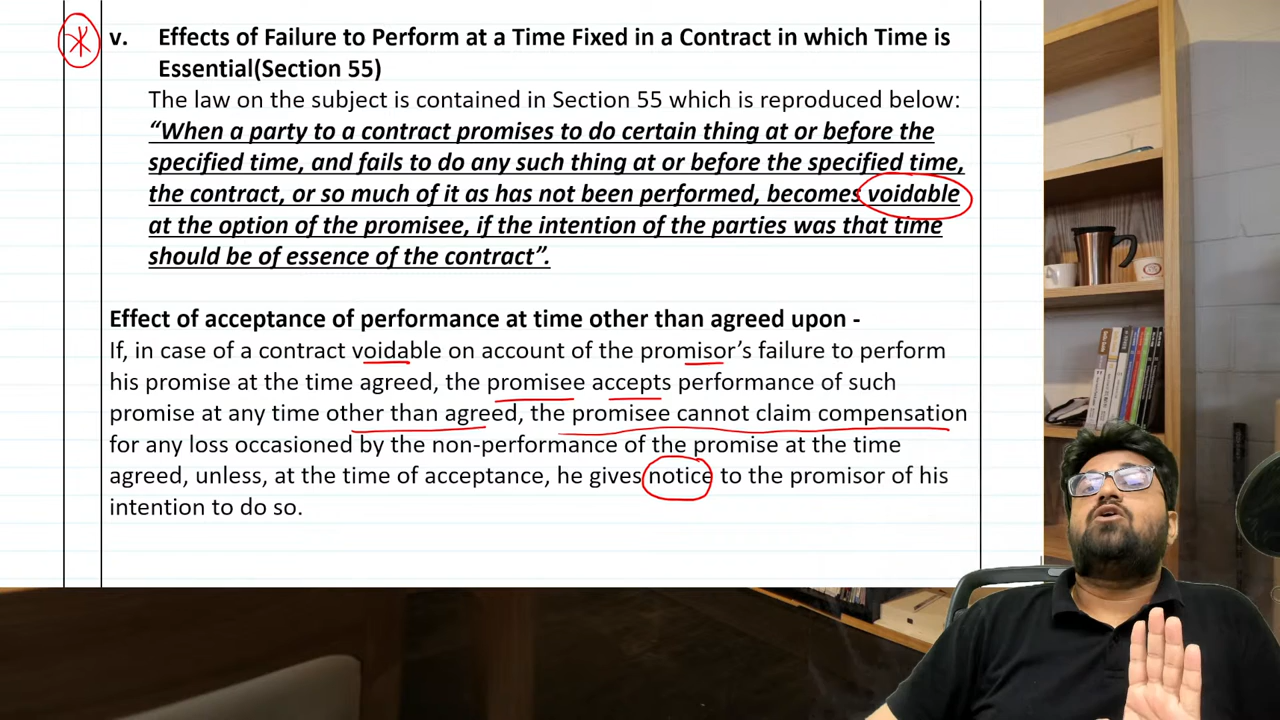 v. Effects of Failure to Perform at a Time Fixed in a Contract in which Time is
Essential(Section 55)
The law on the subject is contained in Section 55 which is reproduced below:
“When a party to a contract promises to do certain thing at or before the
specified time, and fails to do any such thing at or before the specified time,
the contract, or so much of it as has not been performed, becomes voidable
at the option of the promisee, if the intention of the parties was that time
should be of essence of the contract”.
Effect of acceptance of performance at time other than agreed upon -
If, in case of a contract voidable on account of the promisor’s failure to perform
his promise at the time agreed, the promisee accepts performance of such
promise at any time other than agreed, the promisee cannot claim compensation
for any loss occasioned by the non-performance of the promise at the time
agreed, unless, at the time of acceptance, he gives notice to the promisor of his
intention to do so.